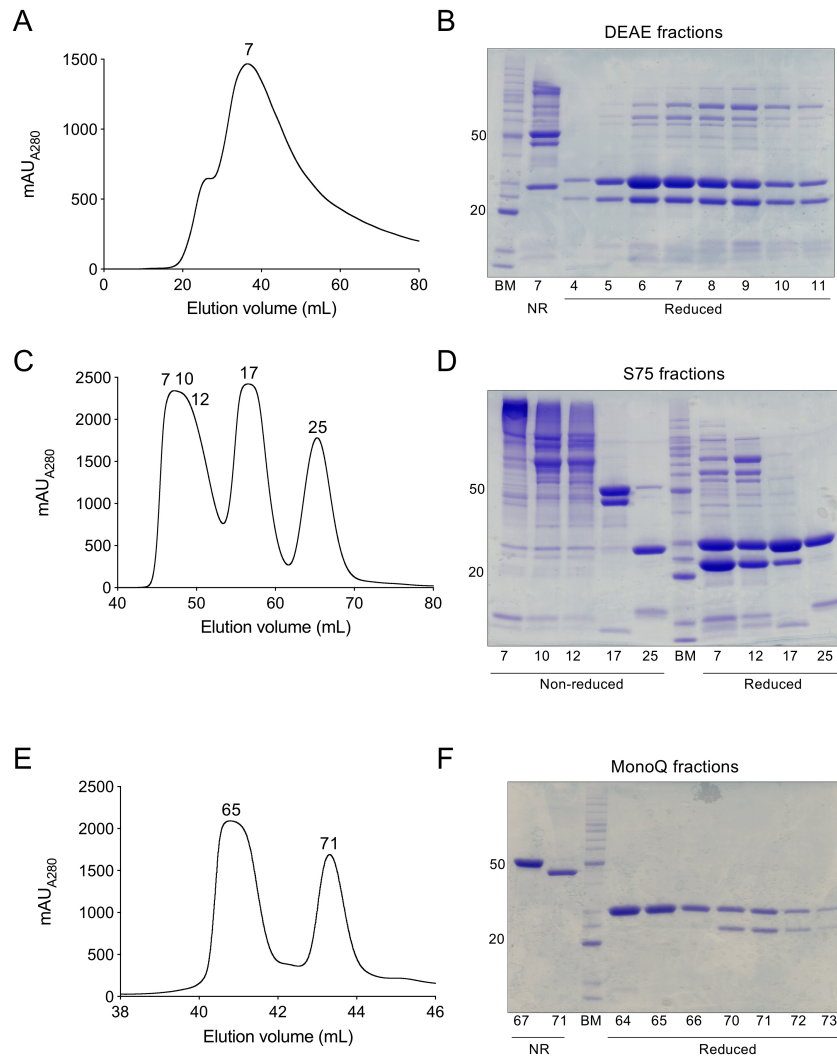 A
7
1500
1000
500
0
mAU A280
0 20 40 60 80
Elution volume (mL)
B
DEAE fractions
50
20
BM 7 4 5 6 7 8 9 10 11
NR Reduced
C
7 10 12 17 25
2500
2000
1500
1000
500
0
mAU A280
40 50 60 70 80
Elution volume (mL)
D
S75 fractions
50
20
7 10 12 17 25 BM 7 12 17 25
Non-reduced Reduced
E
65 71
2500
2000
1500
1000
500
0
mAU A280
38 40 42 44 46
Elution volume (mL)
F
MonoQ fractions
50
20
67 71 BM 64 65 66 70 71 72 73
NR Reduced